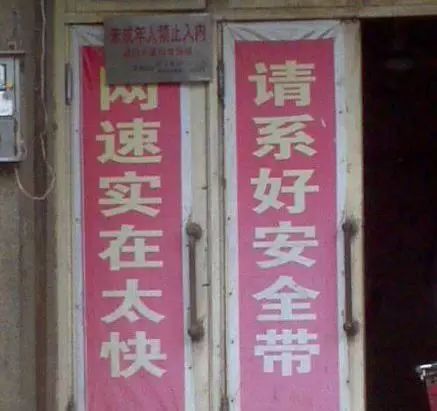 未成年人禁止入内
网速实在太快
请系好安全带